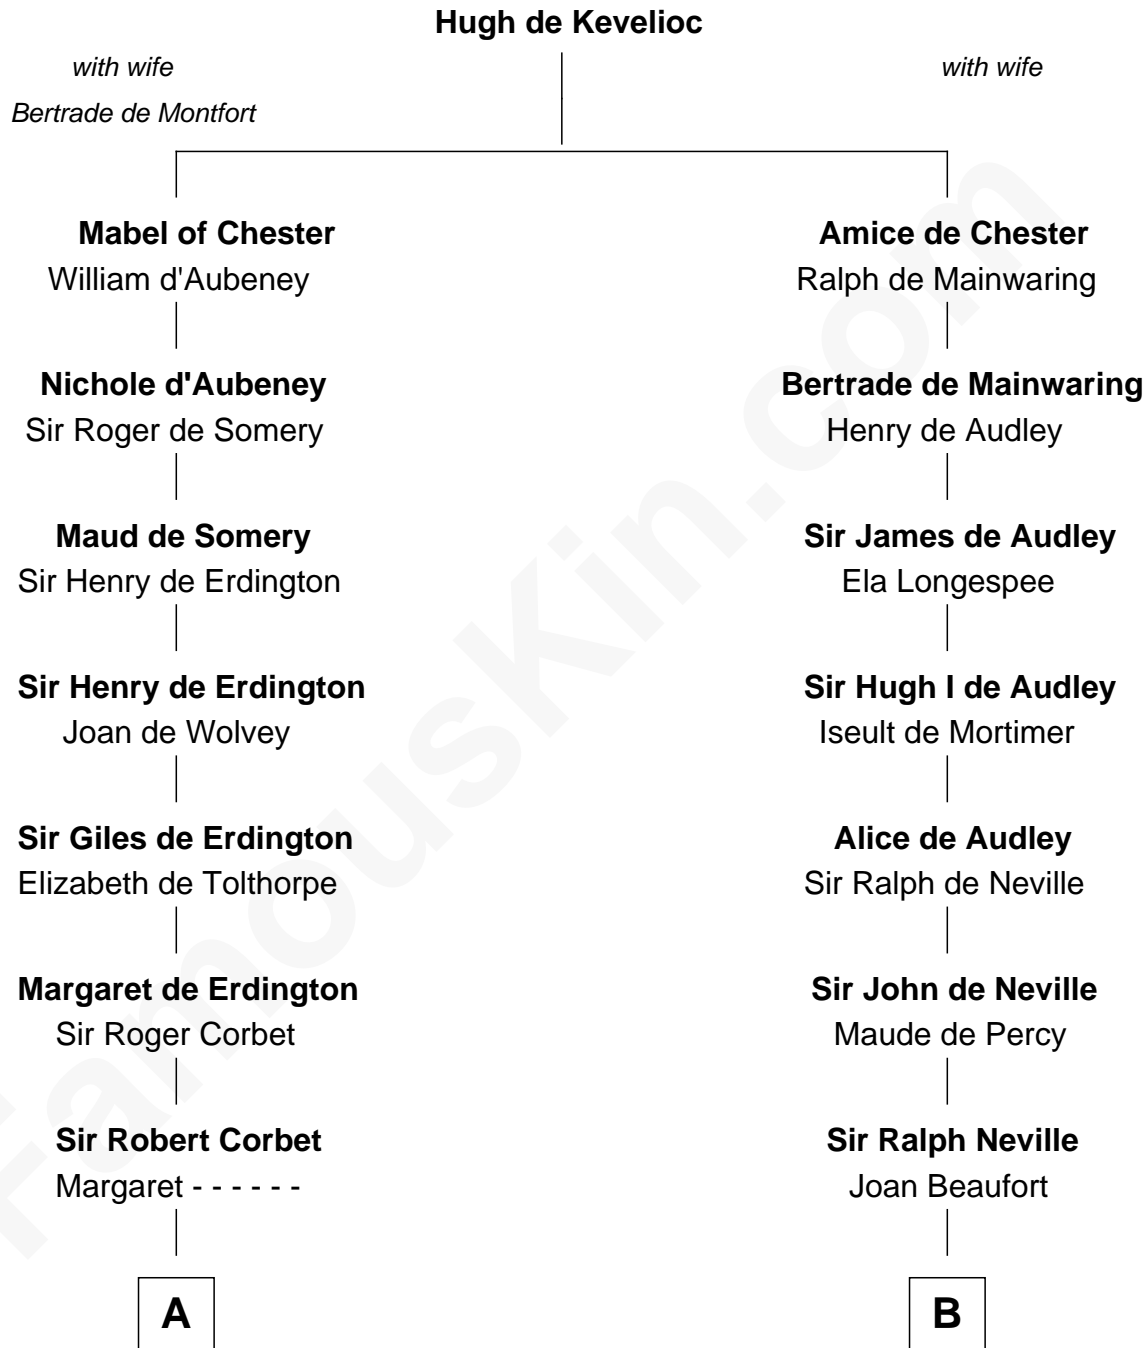 Hugh de Kevelioc
with wife
with wife
Bertrade de Montfort
Mabel of Chester
William d'Aubeney
Amice de Chester
Ralph de Mainwaring
Nichole d'Aubeney
Sir Roger de Somery
Bertrade de Mainwaring
Henry de Audley
Maud de Somery
Sir Henry de Erdington
Sir James de Audley
Ela Longespee
Sir Henry de Erdington
Joan de Wolvey
Sir Hugh I de Audley
Iseult de Mortimer
Sir Giles de Erdington
Elizabeth de Tolthorpe
Alice de Audley
Sir Ralph de Neville
Margaret de Erdington
Sir Roger Corbet
Sir John de Neville
Maude de Percy
Sir Robert Corbet
Margaret - - - - - -
Sir Ralph Neville
Joan Beaufort
A
B
FamousKin.com